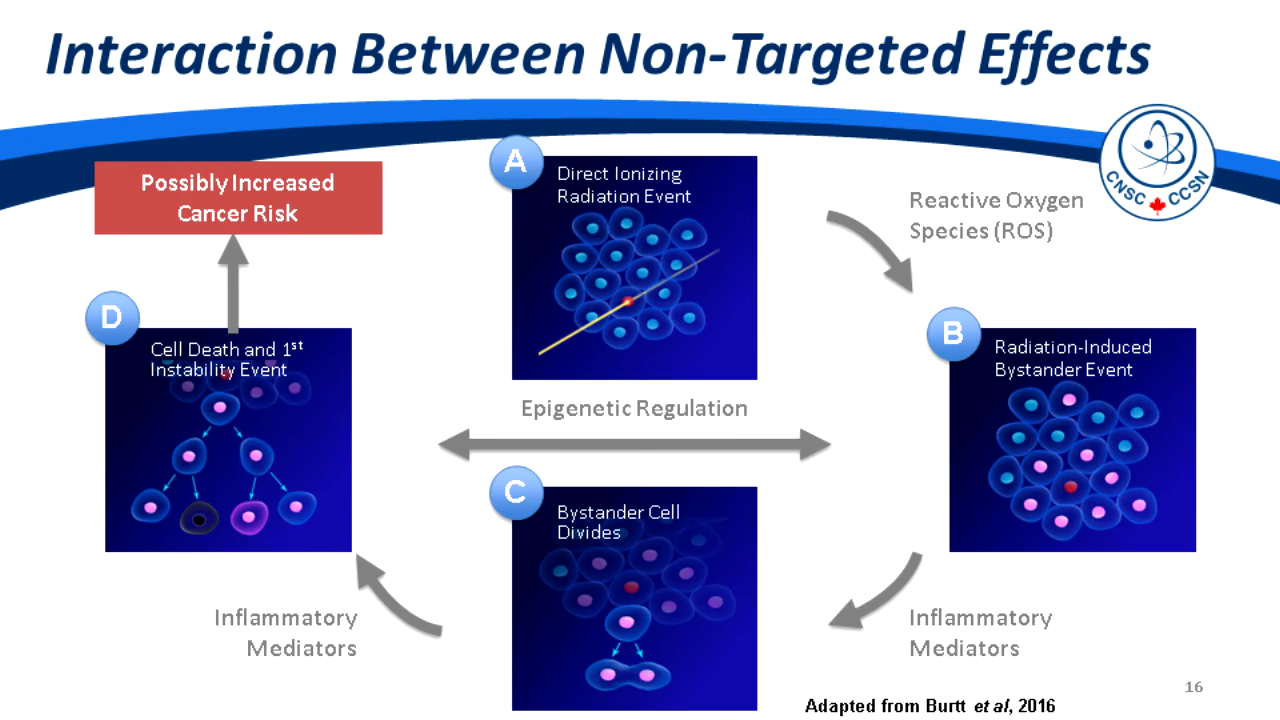 Interaction Between Non-Targeted Effects
CNSC CCSN
Possibly Increased
Cancer Risk
A
Direct Ionizing
Radiation Event
Reactive Oxygen
Species (ROS)
D
Cell Death and 1st
Instability Event
B
Radiation-Induced
Bystander Event
Epigenetic Regulation
C
Bystander Cell
Divides
Inflammatory
Mediators
Inflammatory
Mediators
16
Adapted from Burtt et al, 2016